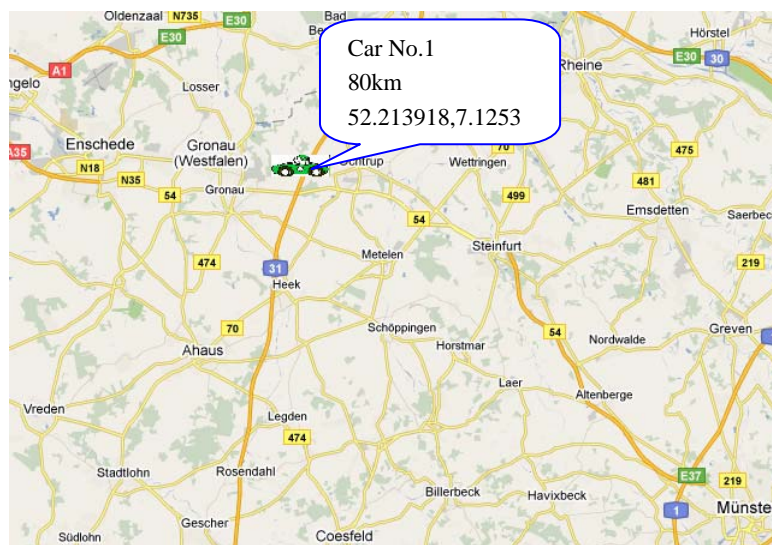 Oldenzaal
N735
E30
Bad
Be
Hörstel
E30
30
Rheine
A1
ngelo
Losser
Car No.1
80km
52.213918,7.1253
Enschede
Gronau
(Westfalen)
A35
N18
N35
54
Gronau
Ochtrup
Wettringen
70
475
481
499
Emsdetten
Saerbec
54
Metelen
Steinfurt
474
31
Heek
219
70
Schöppingen
54
Nordwalde
Greven
Ahaus
Horstmar
Laer
Altenberge
Vreden
Legden
474
Stadtlohn
Rosendahl
E37
219
Billerbeck
Havixbeck
Münste
1
Gescher
Coesfeld
Südlohn